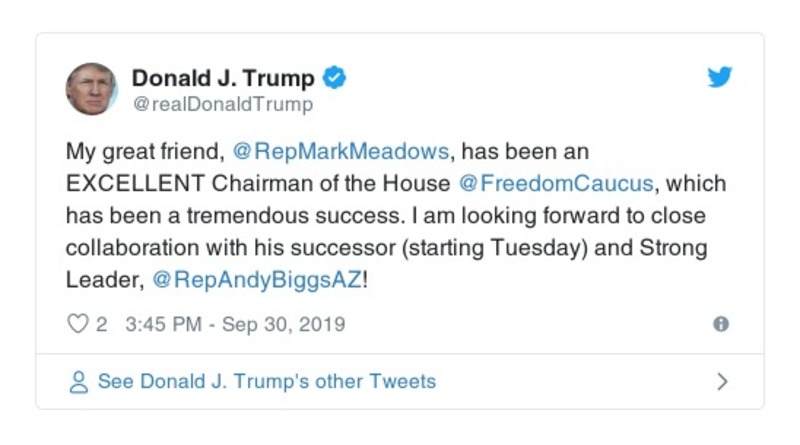 Donald J. Trump
@realDonaldTrump
My great friend, @RepMarkMeadows, has been an
EXCELLENT Chairman of the House @FreedomCaucus, which
has been a tremendous success. I am looking forward to close
collaboration with his successor (starting Tuesday) and Strong
Leader, @RepAndyBiggsAZ!
2 3:45 PM - Sep 30, 2019
See Donald J. Trump's other Tweets